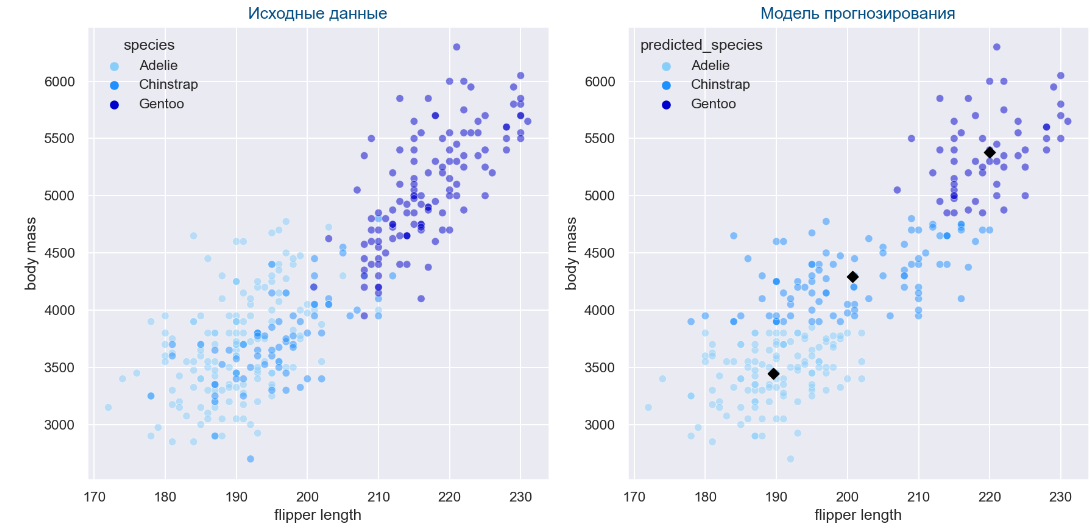 Исходные данные
species
Adelie
Chinstrap
Gentoo
body mass
6000
5500
5000
4500
4000
3500
3000
170 180 190 200 210 220 230
flipper length
Модель прогнозирования
predicted_species
Adelie
Chinstrap
Gentoo
body mass
6000
5500
5000
4500
4000
3500
3000
170 180 190 200 210 220 230
flipper length